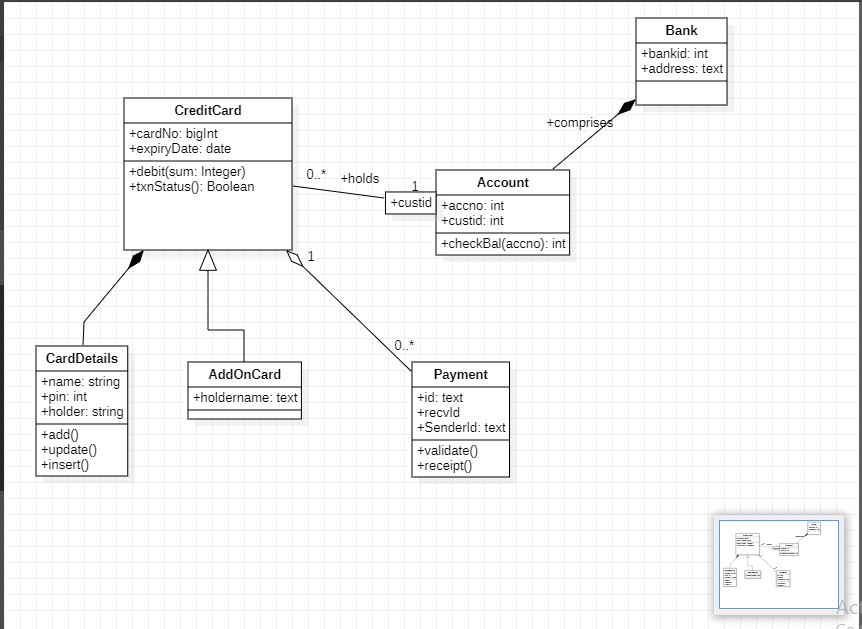 Bank
+bankid: int
+address: text
+comprises
CreditCard
+cardNo: bigInt
+expiryDate: date
+debit(sum: Integer)
+txnStatus(): Boolean
0..*
+holds
1
+custid
Account
+accno: int
+custid: int
+checkBal(accno): int
1
0..*
CardDetails
+name: string
+pin: int
+holder: string
+add()
+update()
+insert()
AddOnCard
+holdername: text
Payment
+id: text
+recvId
+SenderId: text
+validate()
+receipt()